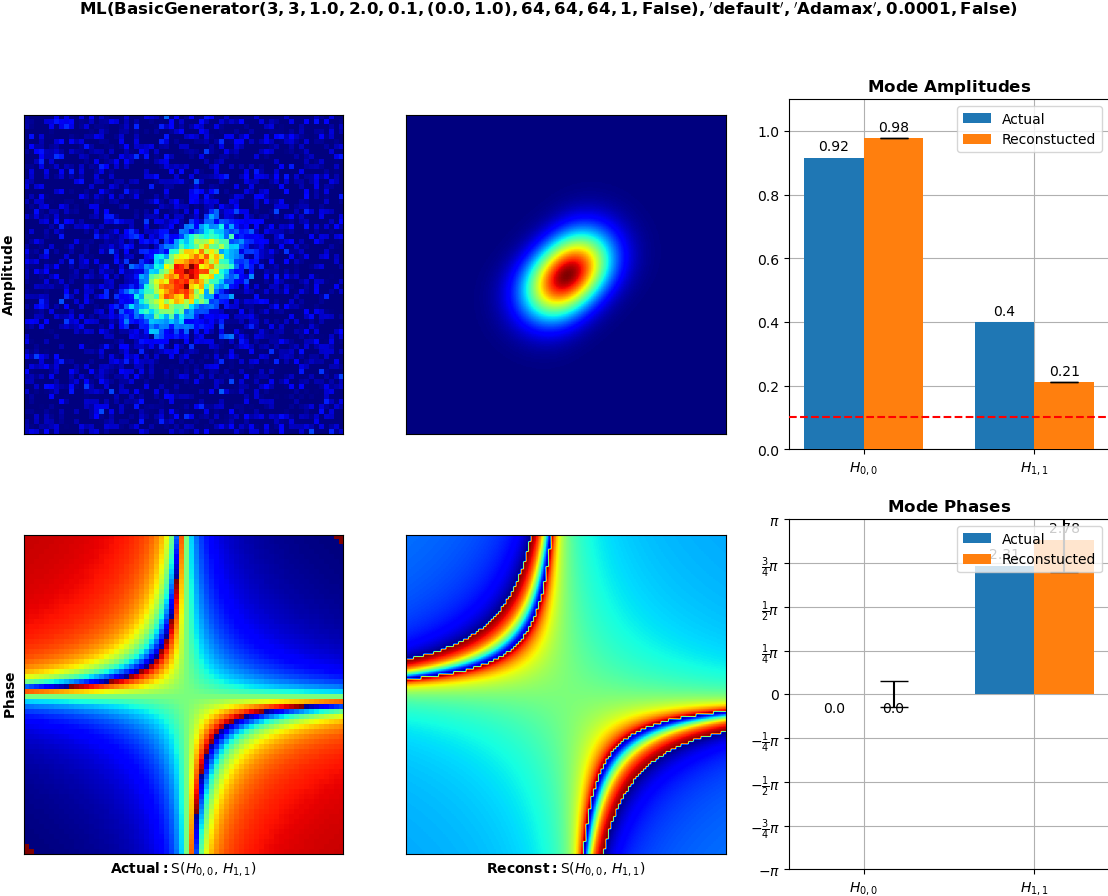 ML(BasicGenerator(3, 3, 1.0, 2.0, 0.1, (0.0, 1.0), 64, 64, 64, 1, False), ′default′, ′Adamax′, 0.0001, False)
Amplitude
Mode Amplitudes
Actual
Reconstucted
0.92
0.98
0.4
0.21
1.0
0.8
0.6
0.4
0.2
0.0
H0, 0
H1, 1
Phase
Actual: S(H0, 0, H1, 1)
Reconst: S(H0, 0, H1, 1)
Mode Phases
Actual
Reconstucted
2.78
2.31
0.0
0.0
π
3/4π
1/2π
1/4π
0
−1/4π
−1/2π
−3/4π
−π
H0, 0
H1, 1